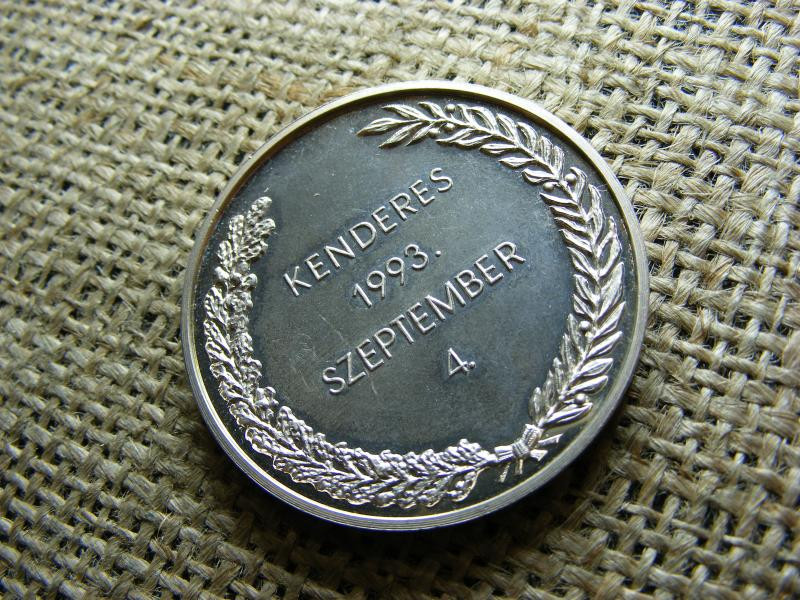 KENDERES
1993.
SZEPTEMBER
4.